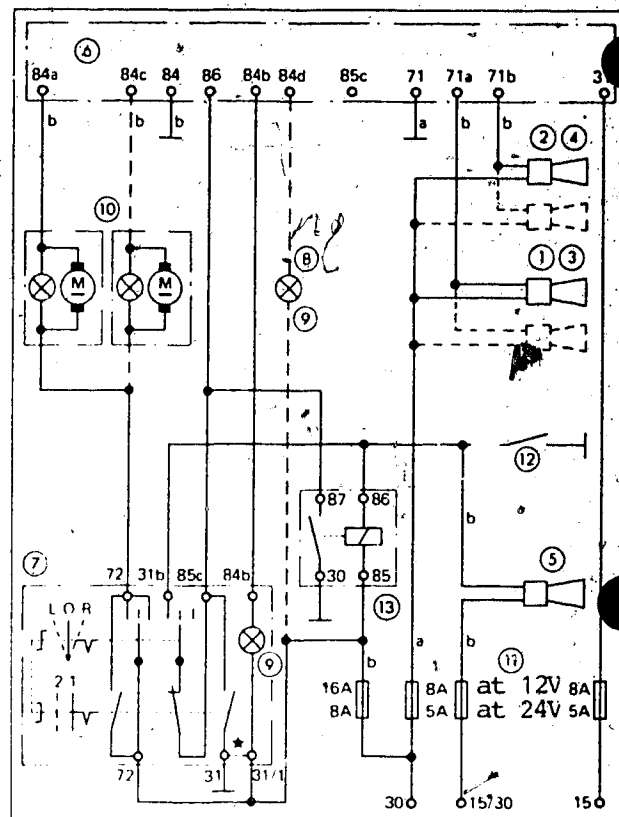 6
84a 84c 84 86 84b 84d 85c 71 71a 71b 31
b b b b a b b
2 4
10
8
1 3
M M
9
12
87 86
b
7
72 31b 85c 84b
30 85
5
13
L O R
9
b a b
11
2 1
16A 8A at 12V 8A
8A 5A at 24V 5A
72 31 31/1
30 15/30 15